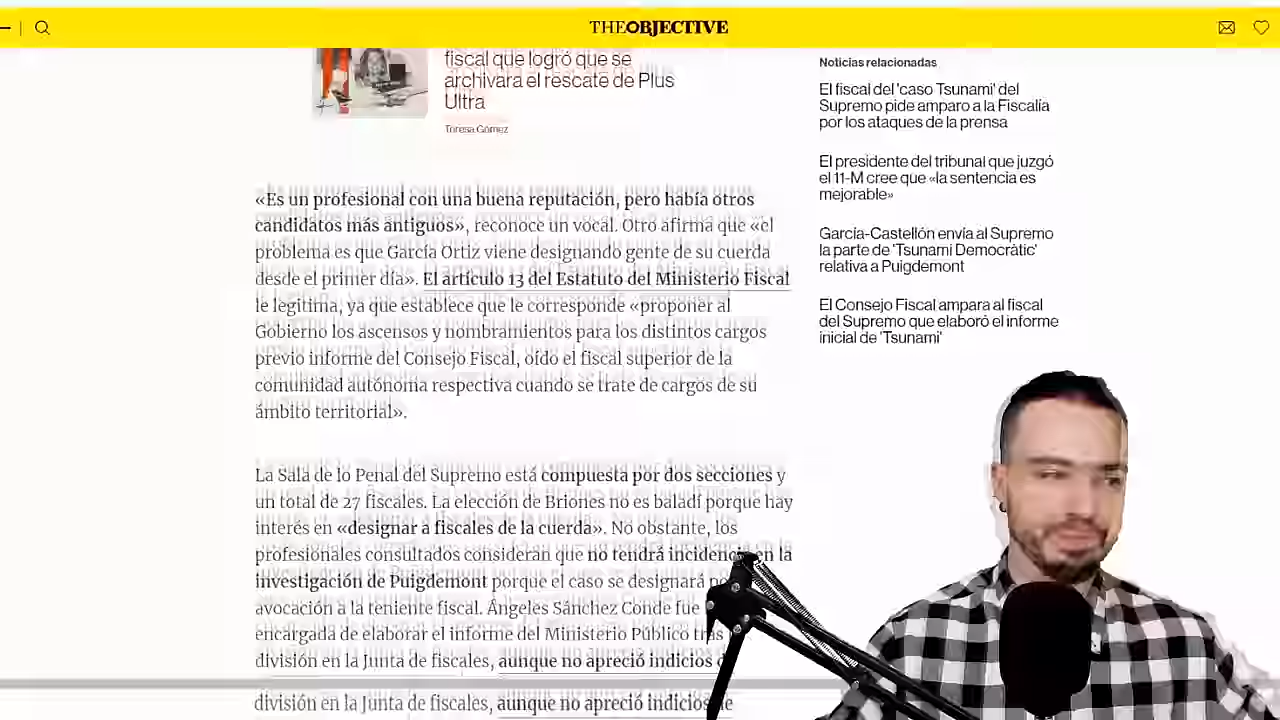 THEOBJECTIVE
fiscal que logró que se
archivara el rescate de Plus
Ultra
Teresa Gómez
«Es un profesional con una buena reputación, pero había otros
candidatos más antiguos», reconoce un vocal. Otro afirma que «el
problema es que García Ortiz viene designando gente de su cuerda
desde el primer día». El artículo 13 del Estatuto del Ministerio Fiscal
le legitima, ya que establece que le corresponde «proponer al
Gobierno los ascensos y nombramientos para los distintos cargos
previo informe del Consejo Fiscal, oído el fiscal superior de la
comunidad autónoma respectiva cuando se trate de cargos de su
ámbito territorial».
La Sala de lo Penal del Supremo está compuesta por dos secciones y
un total de 27 fiscales. La elección de Briones no es baladí porque hay
interés en «designar a fiscales de la cuerda». No obstante, los
profesionales consultados consideran que no tendrá incidencia en la
investigación de Puigdemont porque el caso se designará
avocación a la teniente fiscal. Ángeles Sánchez Conde fue
encargada de elaborar el informe del Ministerio Público tras
división en la Junta de fiscales, aunque no apreció indicios
división en la Junta de fiscales, aunque no apreció indicios de
Noticias relacionadas
El fiscal del 'caso Tsunami' del
Supremo pide amparo a la Fiscalía
por los ataques de la prensa
El presidente del tribunal que juzgó
el 11-M cree que «la sentencia es
mejorable»
García-Castellón envía al Supremo
la parte de 'Tsunami Democràtic'
relativa a Puigdemont
El Consejo Fiscal ampara al fiscal
del Supremo que elaboró el informe
inicial de 'Tsunami'